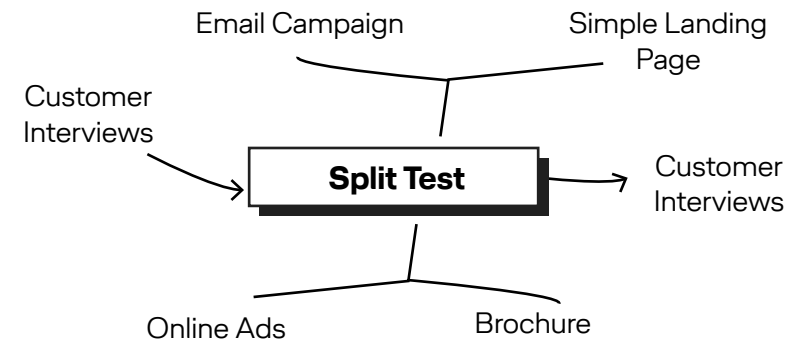 Email Campaign
Simple Landing
Page
Customer
Interviews
Split Test
Customer
Interviews
Online Ads
Brochure